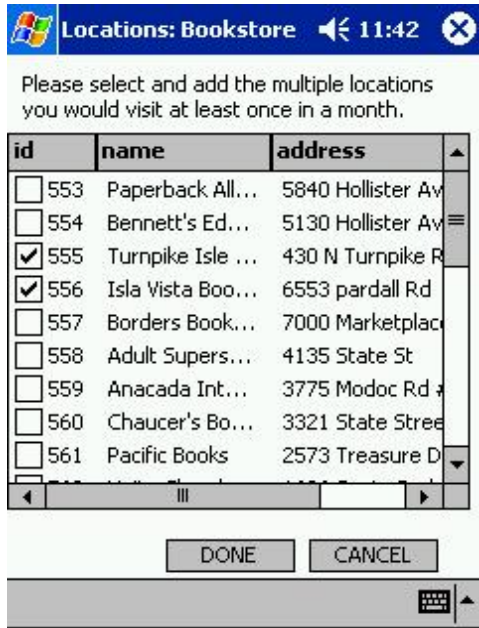 Locations: Bookstore 11:42
Please select and add the multiple locations
you would visit at least once in a month.
id name address
553 Paperback All... 5840 Hollister Av
554 Bennett's Ed... 5130 Hollister Av
555 Turnpike Isle ... 430 N Turnpike R
556 Isla Vista Boo... 6553 pardall Rd
557 Borders Book... 7000 Marketplace
558 Adult Supers... 4135 State St
559 Anacada Int... 3775 Modoc Rd #
560 Chaucer's Bo... 3321 State Stree
561 Pacific Books 2573 Treasure D
DONE CANCEL